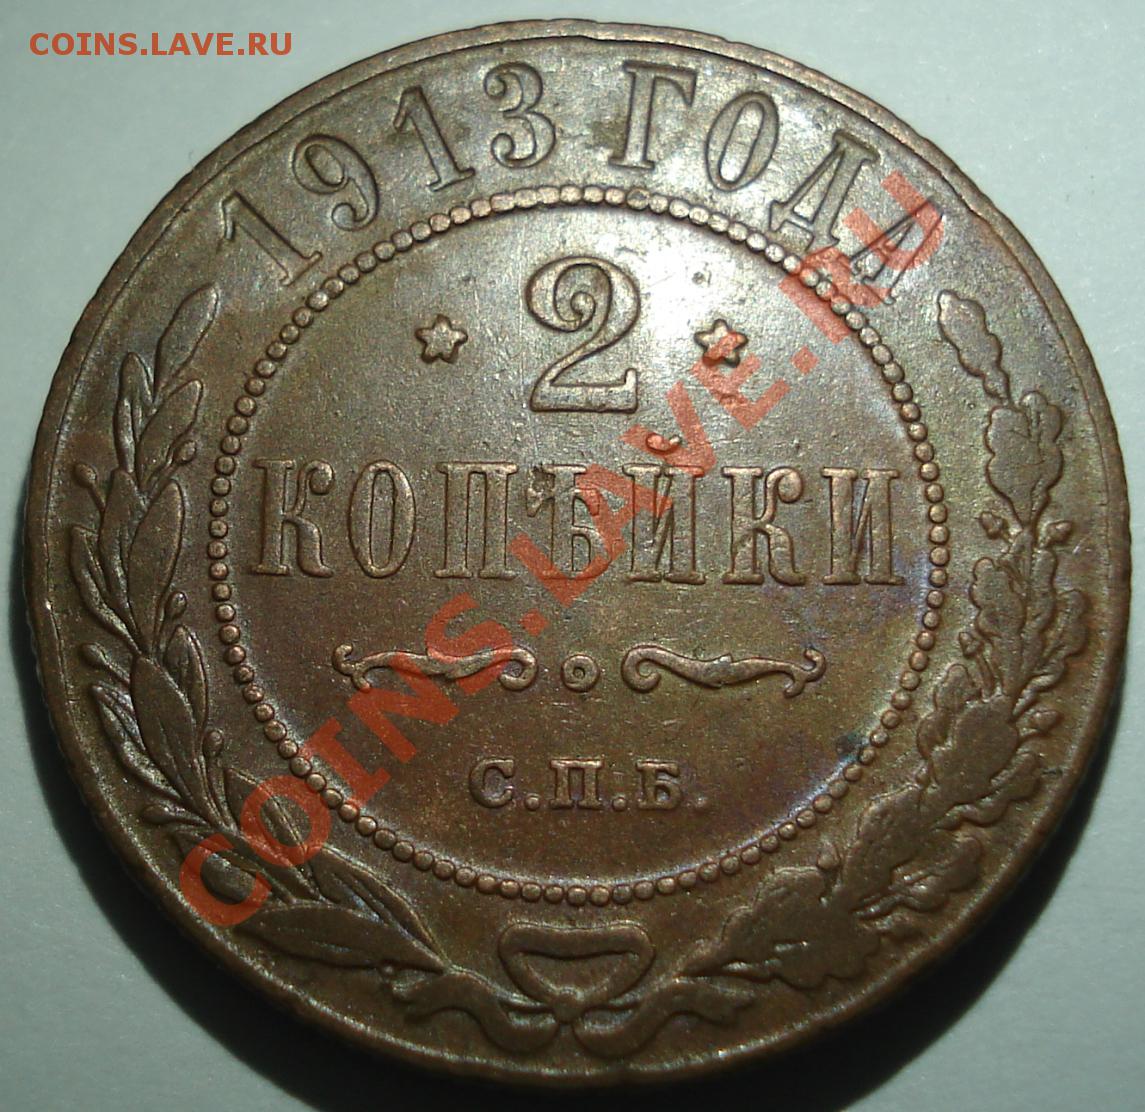 COINS.LAVE.RU
1913 ГОДА
2
КОПѢЙКИ
С.П.Б.
COINS.LAVE.RU